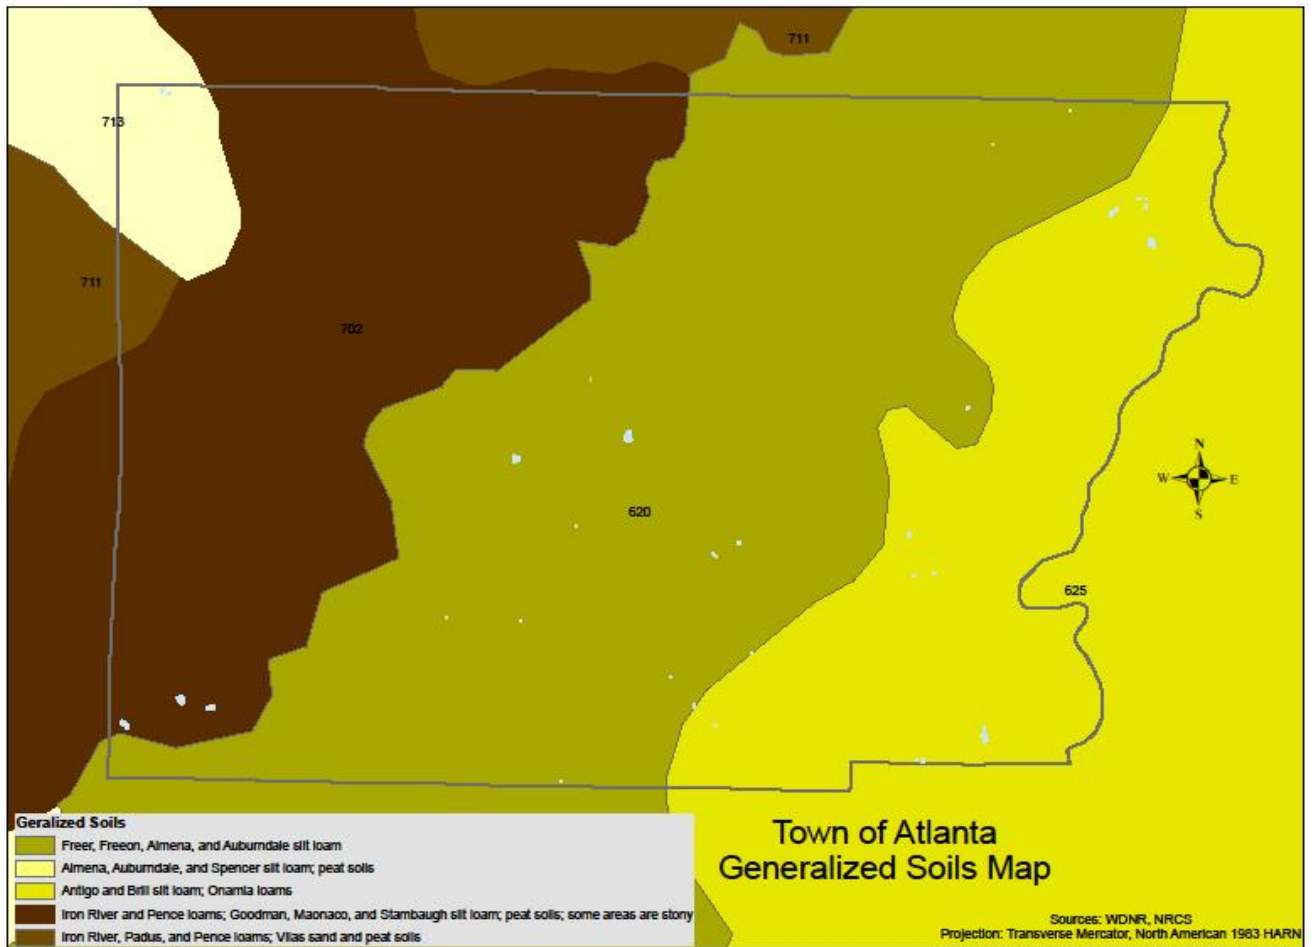 711
713
711
702
N
W E
S
620
625
Geralized Soils
Freer, Freeon, Almena, and Auburndale silt loam
Almena, Auburndale, and Spencer silt loam; peat soils
Antigo and Brill silt loam; Onamia loams
Iron River and Pence loams; Goodman, Maonaco, and Stambaugh silt loam; peat soils; some areas are stony
Iron River, Padus, and Pence loams; Vilas sand and peat soils
Town of Atlanta
Generalized Soils Map
Sources: WDNR, NRCS
Projection: Transverse Mercator, North American 1983 HARN